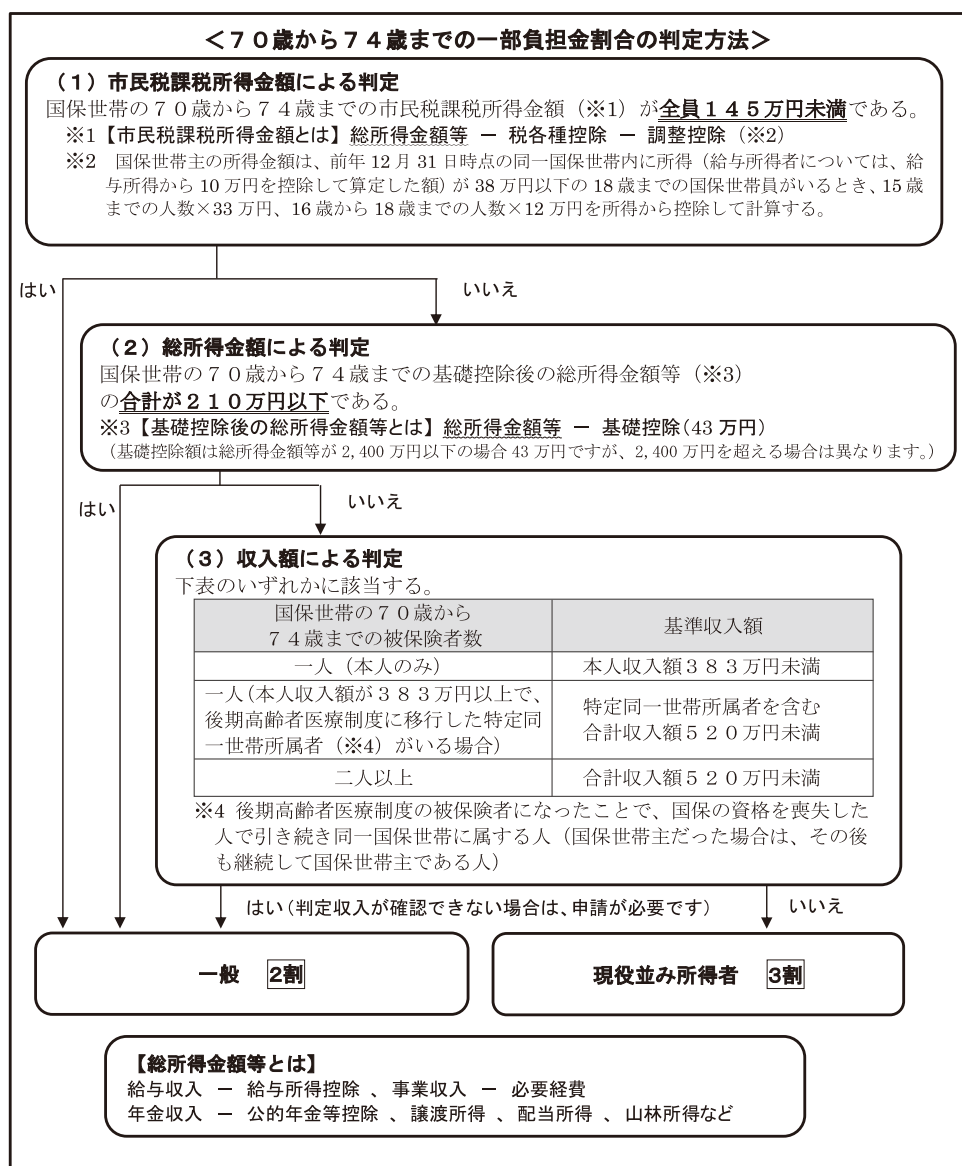 ＜７０歳から７４歳までの一部負担金割合の判定方法＞
（１）市民税課税所得金額による判定
国保世帯の７０歳から７４歳までの市民税課税所得金額（※1）が全員１４５万円未満である。
※1【市民税課税所得金額とは】総所得金額等 － 税各種控除 － 調整控除（※2）
※2 国保世帯主の所得金額は、前年 12 月 31 日時点の同一国保世帯内に所得（給与所得者については、給
与所得から 10 万円を控除して算定した額）が 38 万円以下の 18 歳までの国保世帯員がいるとき、15 歳
までの人数×33 万円、16 歳から 18 歳までの人数×12 万円を所得から控除して計算する。
はい
いいえ
（２）総所得金額による判定
国保世帯の７０歳から７４歳までの基礎控除後の総所得金額等（※3）
の合計が２１０万円以下である。
※3【基礎控除後の総所得金額等とは】総所得金額等 － 基礎控除(43 万円)
（基礎控除額は総所得金額等が 2,400 万円以下の場合 43 万円ですが、2,400 万円を超える場合は異なります。）
はい
いいえ
（３）収入額による判定
下表のいずれかに該当する。
国保世帯の７０歳から
７４歳までの被保険者数
基準収入額
一人（本人のみ）
本人収入額３８３万円未満
一人（本人収入額が３８３万円以上で、
後期高齢者医療制度に移行した特定同
一世帯所属者（※4）がいる場合）
特定同一世帯所属者を含む
合計収入額５２０万円未満
二人以上
合計収入額５２０万円未満
※4 後期高齢者医療制度の被保険者になったことで、国保の資格を喪失した
人で引き続き同一国保世帯に属する人（国保世帯主だった場合は、その後
も継続して国保世帯主である人）
はい（判定収入が確認できない場合は、申請が必要です）
いいえ
一般 2割
現役並み所得者 3割
【総所得金額等とは】
給与収入 － 給与所得控除 、事業収入 － 必要経費
年金収入 － 公的年金等控除 、譲渡所得 、配当所得 、山林所得など